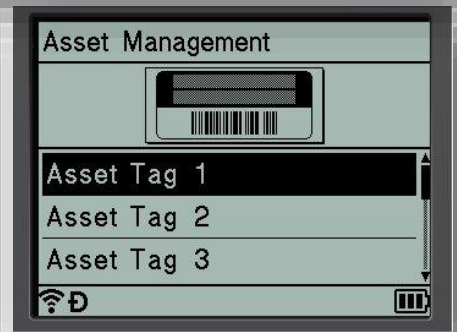 Asset Management
Asset Tag 1
Asset Tag 2
Asset Tag 3
Đ